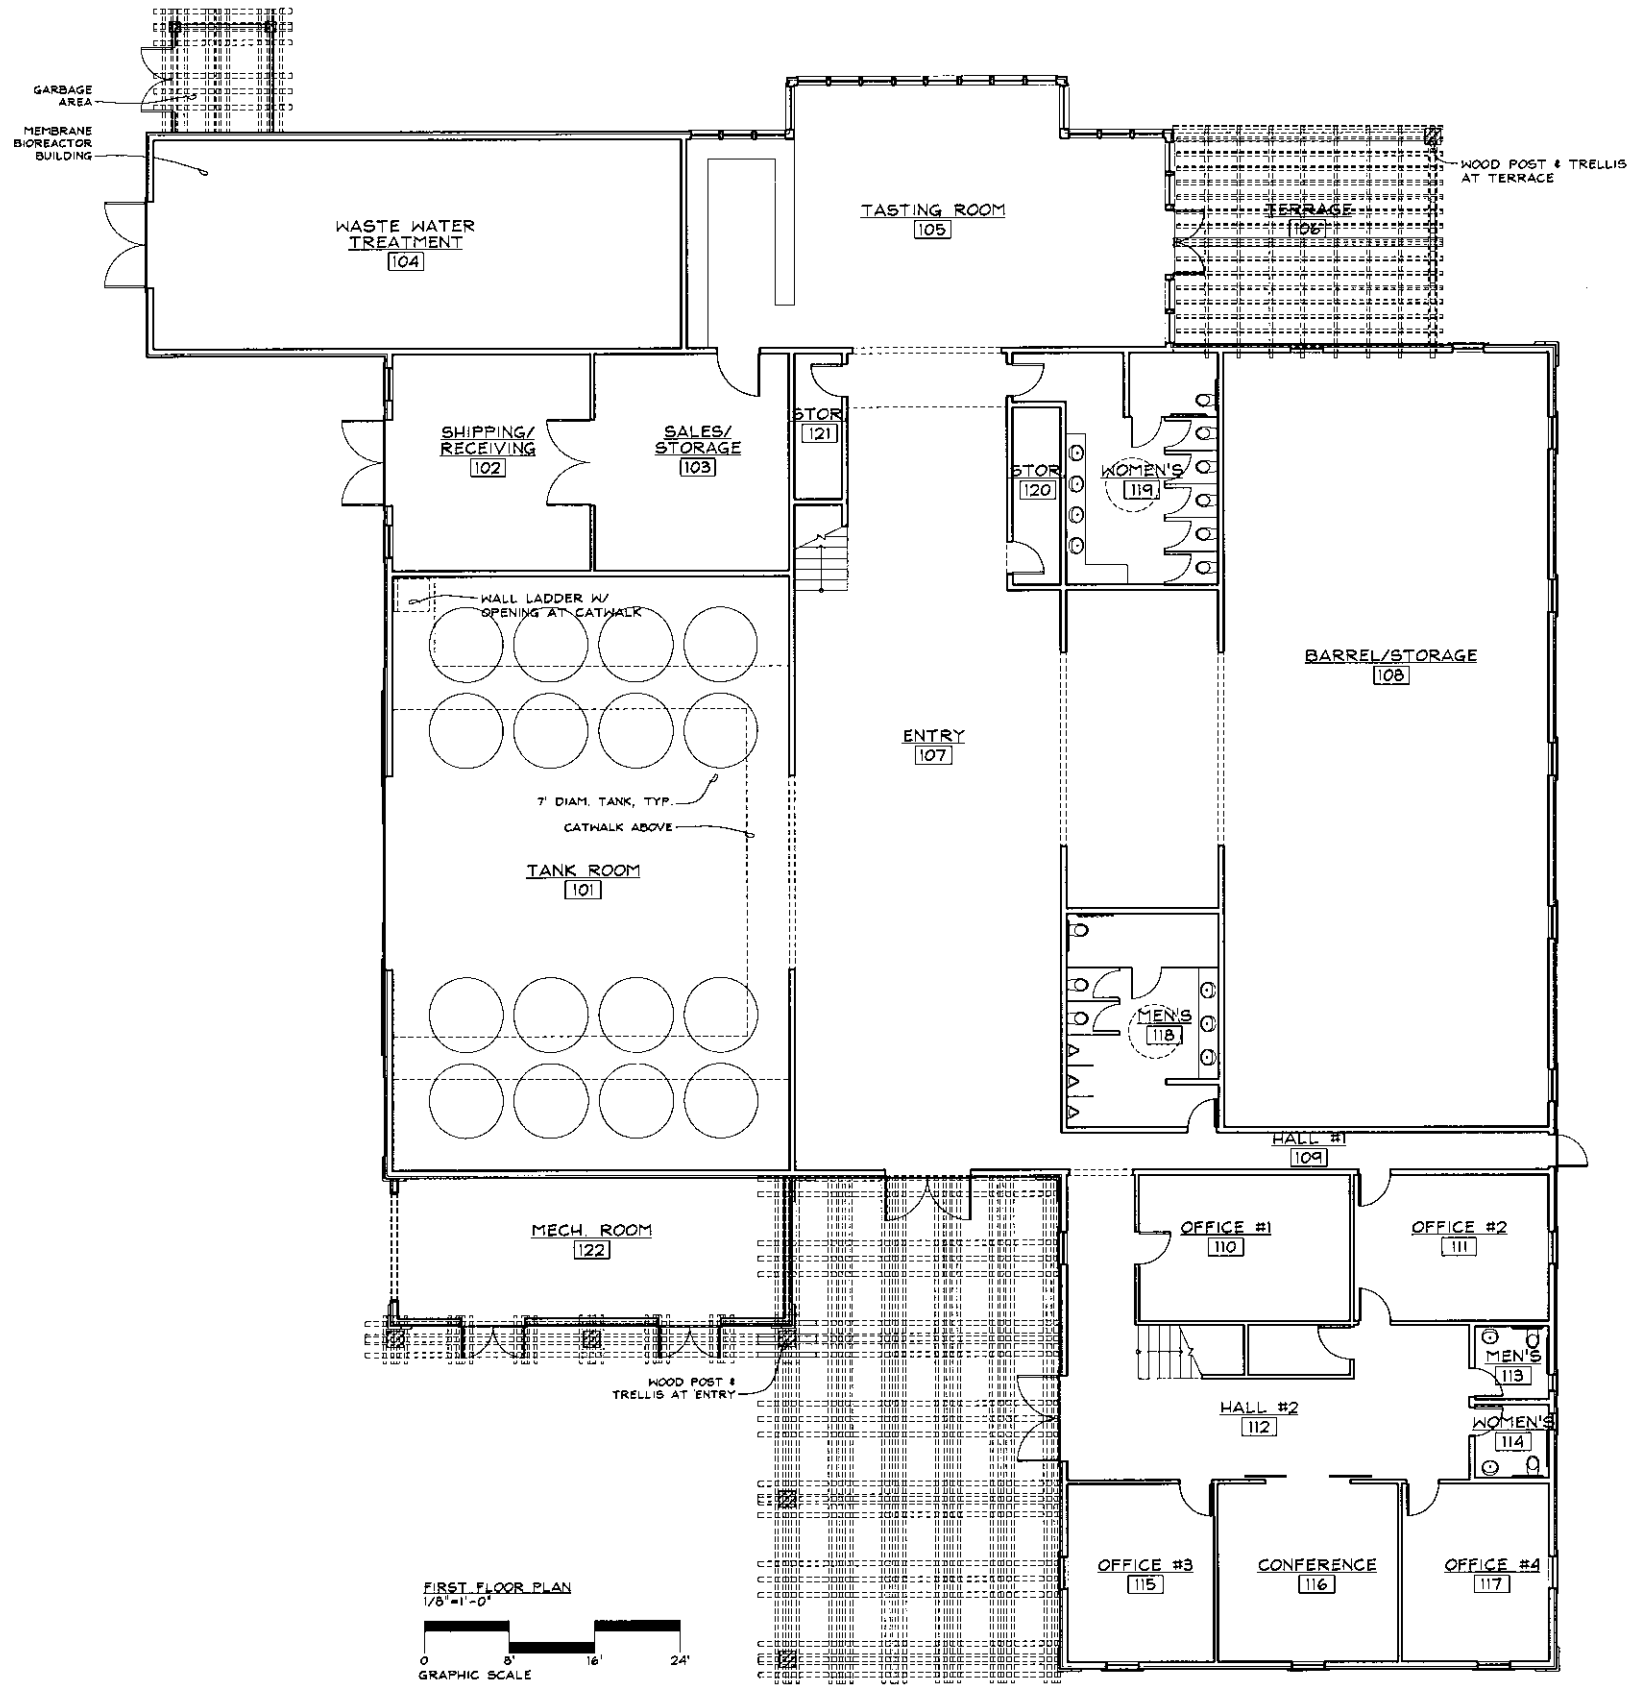 GARBAGE
AREA
MEMBRANE
BIOREACTOR
BUILDING
WOOD POST & TRELLIS
AT TERRACE
WASTE WATER
TREATMENT
104
TASTING ROOM
105
TERRACE
106
SHIPPING/
RECEIVING
102
SALES/
STORAGE
103
STOR.
121
STOR.
120
WOMEN'S
119
WALL LADDER W/
OPENING AT CATWALK
BARREL/STORAGE
108
ENTRY
107
7' DIAM. TANK, TYP.
CATWALK ABOVE
TANK ROOM
101
MEN'S
118
HALL #1
109
MECH. ROOM
122
OFFICE #1
110
OFFICE #2
111
WOOD POST &
TRELLIS AT ENTRY
MEN'S
113
HALL #2
112
WOMEN'S
114
OFFICE #3
115
CONFERENCE
116
OFFICE #4
117
FIRST FLOOR PLAN
1/8"=1'-0"
0 8' 16' 24'
GRAPHIC SCALE